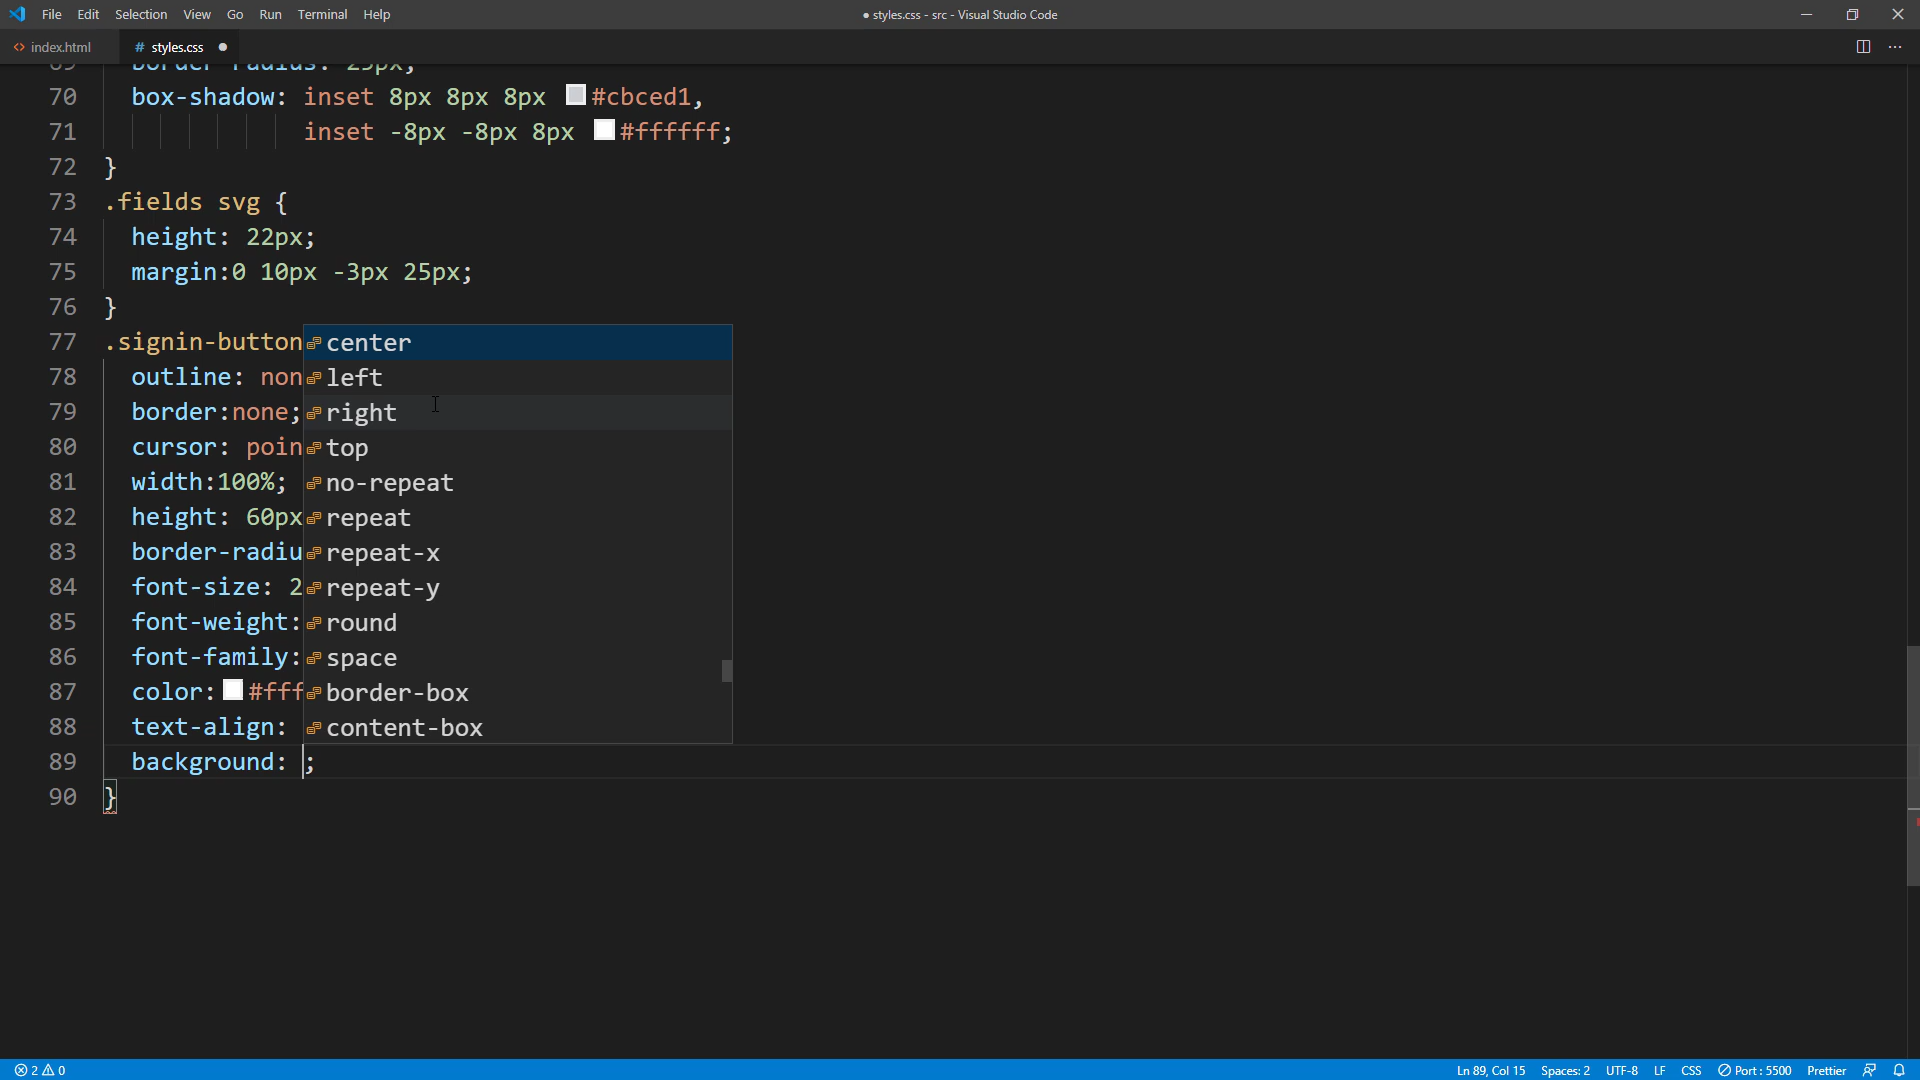 File Edit Selection View Go Run Terminal Help
● styles.css - src - Visual Studio Code
<> index.html
# styles.css ●
69 border-radius: 25px;
70 box-shadow: inset 8px 8px 8px #cbced1,
71 inset -8px -8px 8px #ffffff;
72 }
73 .fields svg {
74 height: 22px;
75 margin:0 10px -3px 25px;
76 }
77 .signin-button center
78 outline: non left
79 border:none; right
80 cursor: poin top
81 width:100%; no-repeat
82 height: 60px repeat
83 border-radiu repeat-x
84 font-size: 2 repeat-y
85 font-weight: round
86 font-family: space
87 color: #fff border-box
88 text-align: content-box
89 background: ;
90 }
2 0
Ln 89, Col 15 Spaces: 2 UTF-8 LF CSS Port : 5500 Prettier